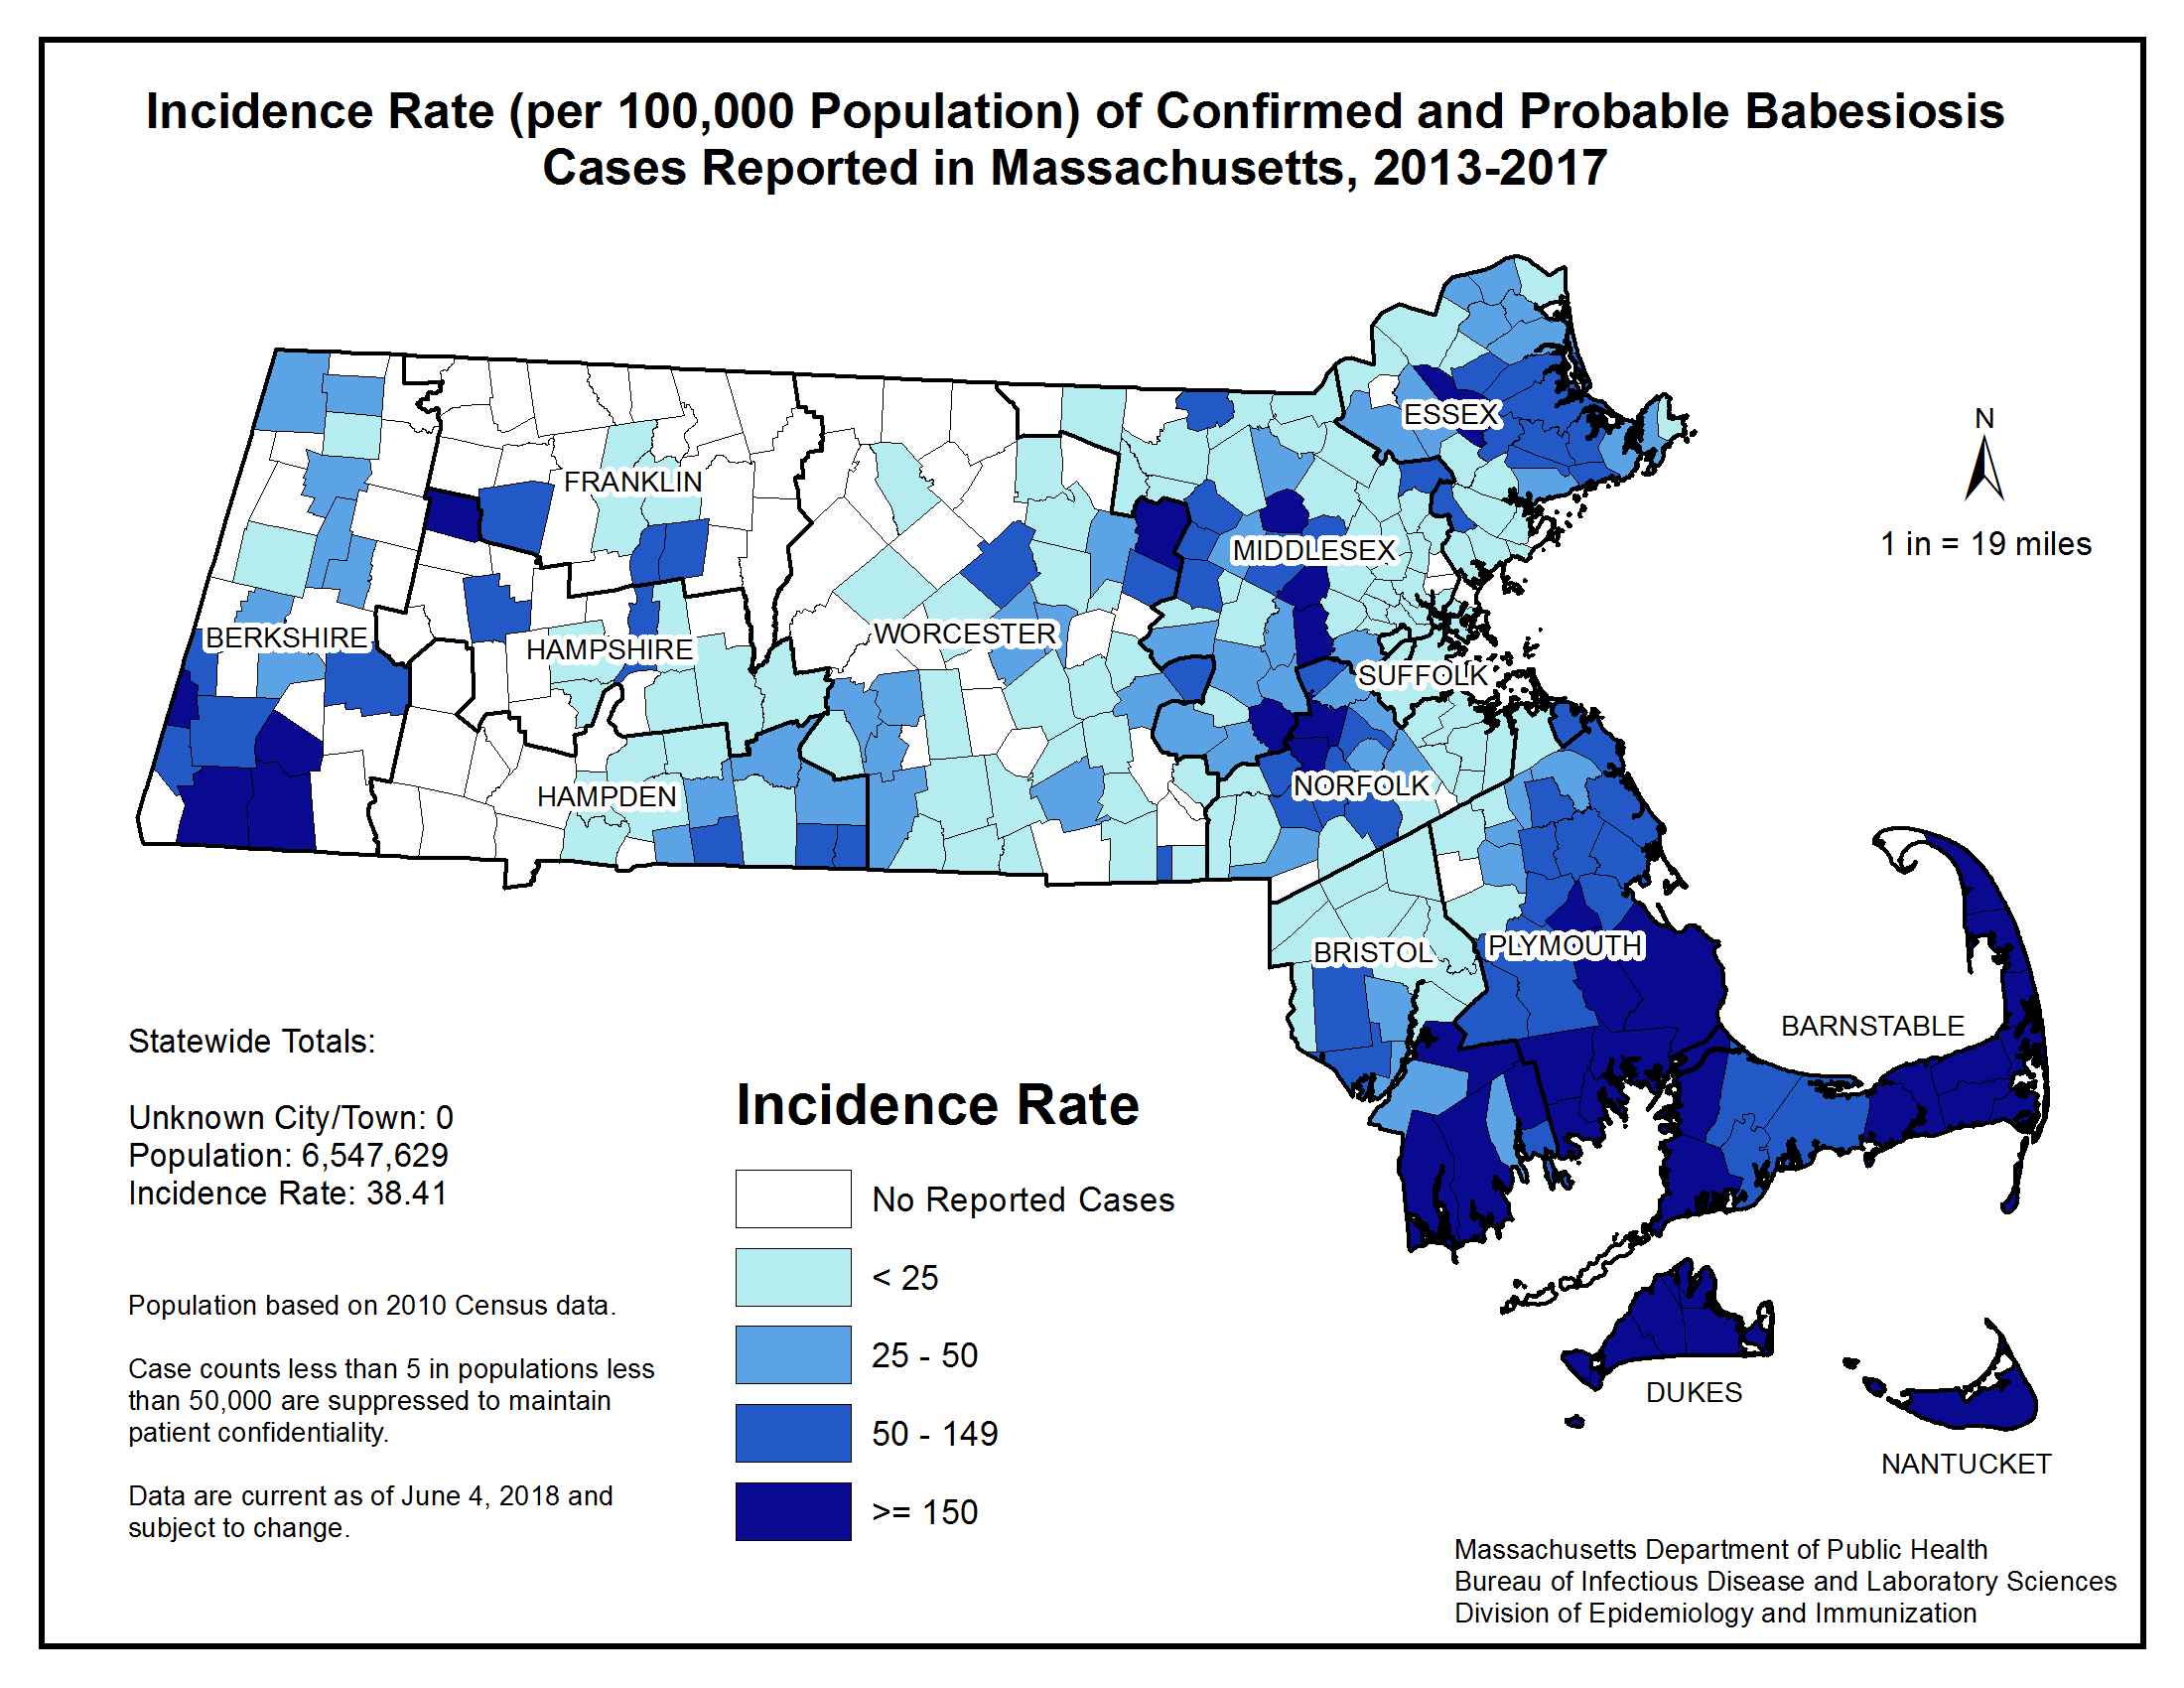 Incidence Rate (per 100,000 Population) of Confirmed and Probable Babesiosis
Cases Reported in Massachusetts, 2013-2017
N
1 in = 19 miles
ESSEX
FRANKLIN
MIDDLESEX
BERKSHIRE
HAMPSHIRE
WORCESTER
SUFFOLK
HAMPDEN
NORFOLK
BRISTOL
PLYMOUTH
BARNSTABLE
DUKES
NANTUCKET
Statewide Totals:
Unknown City/Town: 0
Population: 6,547,629
Incidence Rate: 38.41
Population based on 2010 Census data.
Case counts less than 5 in populations less
than 50,000 are suppressed to maintain
patient confidentiality.
Data are current as of June 4, 2018 and
subject to change.
Incidence Rate
No Reported Cases
< 25
25 - 50
50 - 149
>= 150
Massachusetts Department of Public Health
Bureau of Infectious Disease and Laboratory Sciences
Division of Epidemiology and Immunization